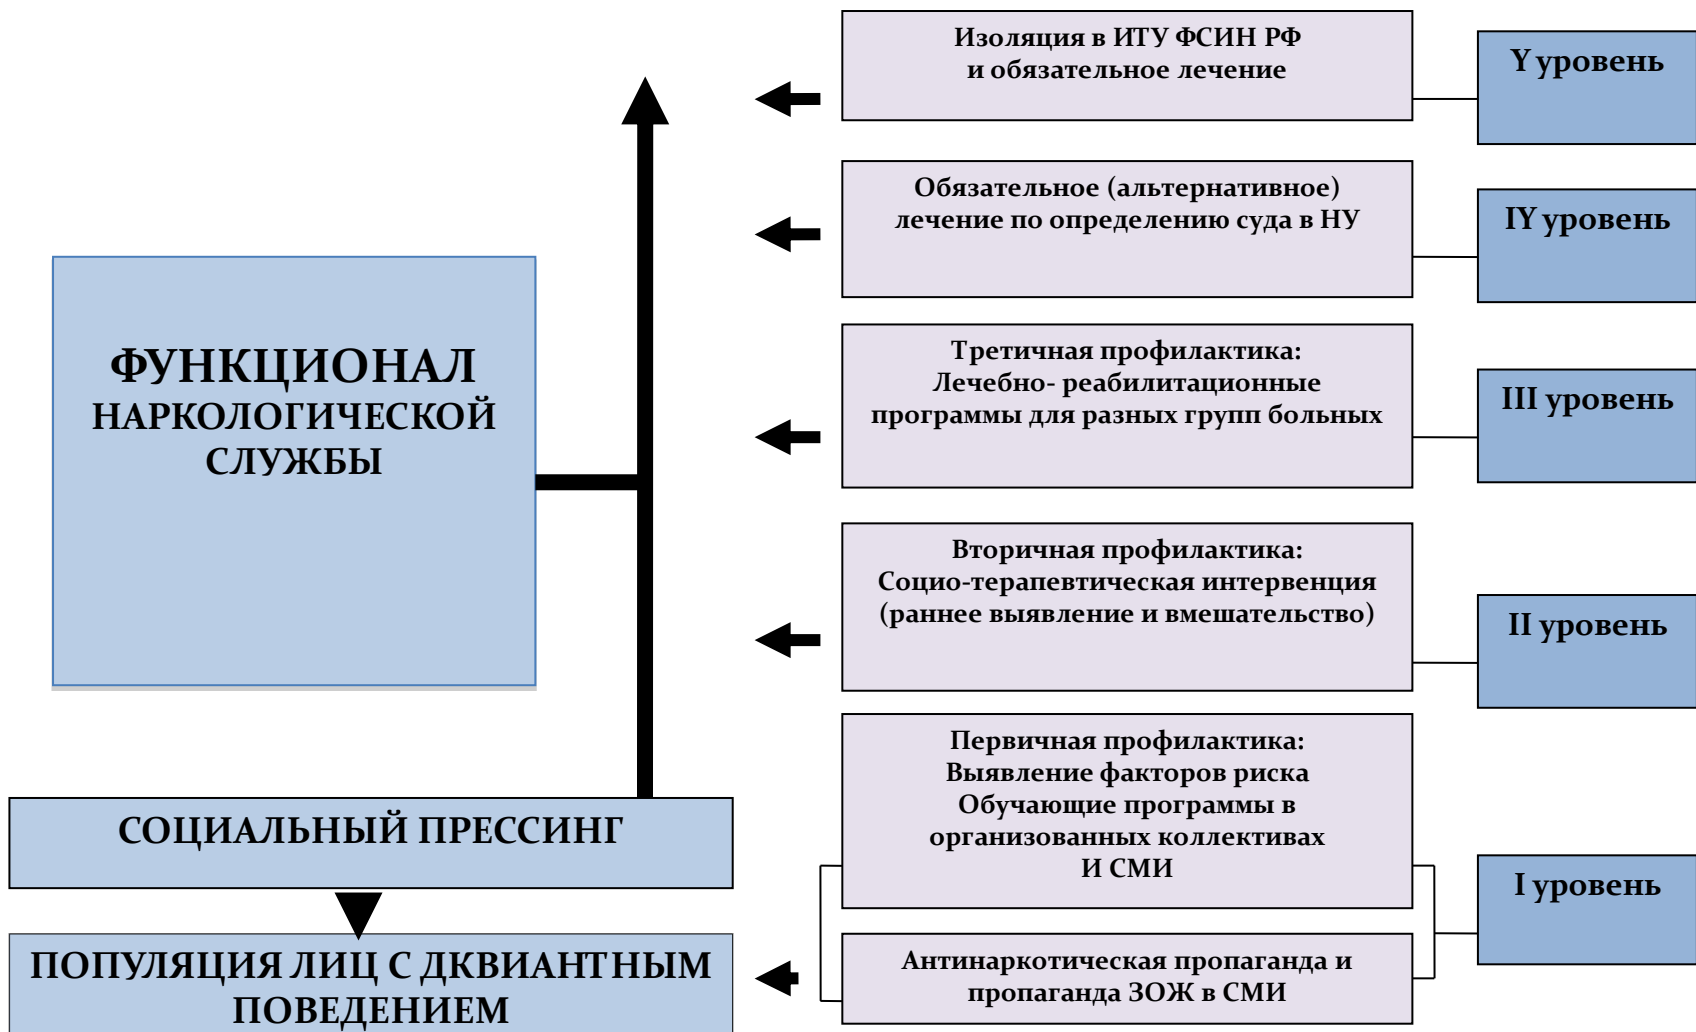 Изоляция в ИТУ ФСИН РФ
и обязательное лечение
Y уровень
Обязательное (альтернативное)
лечение по определению суда в НУ
IY уровень
ФУНКЦИОНАЛ
НАРКОЛОГИЧЕСКОЙ
СЛУЖБЫ
Третичная профилактика:
Лечебно- реабилитационные
программы для разных групп больных
III уровень
Вторичная профилактика:
Социо-терапевтическая интервенция
(раннее выявление и вмешательство)
II уровень
Первичная профилактика:
Выявление факторов риска
Обучающие программы в
организованных коллективах
И СМИ
I уровень
СОЦИАЛЬНЫЙ ПРЕССИНГ
ПОПУЛЯЦИЯ ЛИЦ С ДКВИАНТНЫМ
ПОВЕДЕНИЕМ
Антинаркотическая пропаганда и
пропаганда ЗОЖ в СМИ